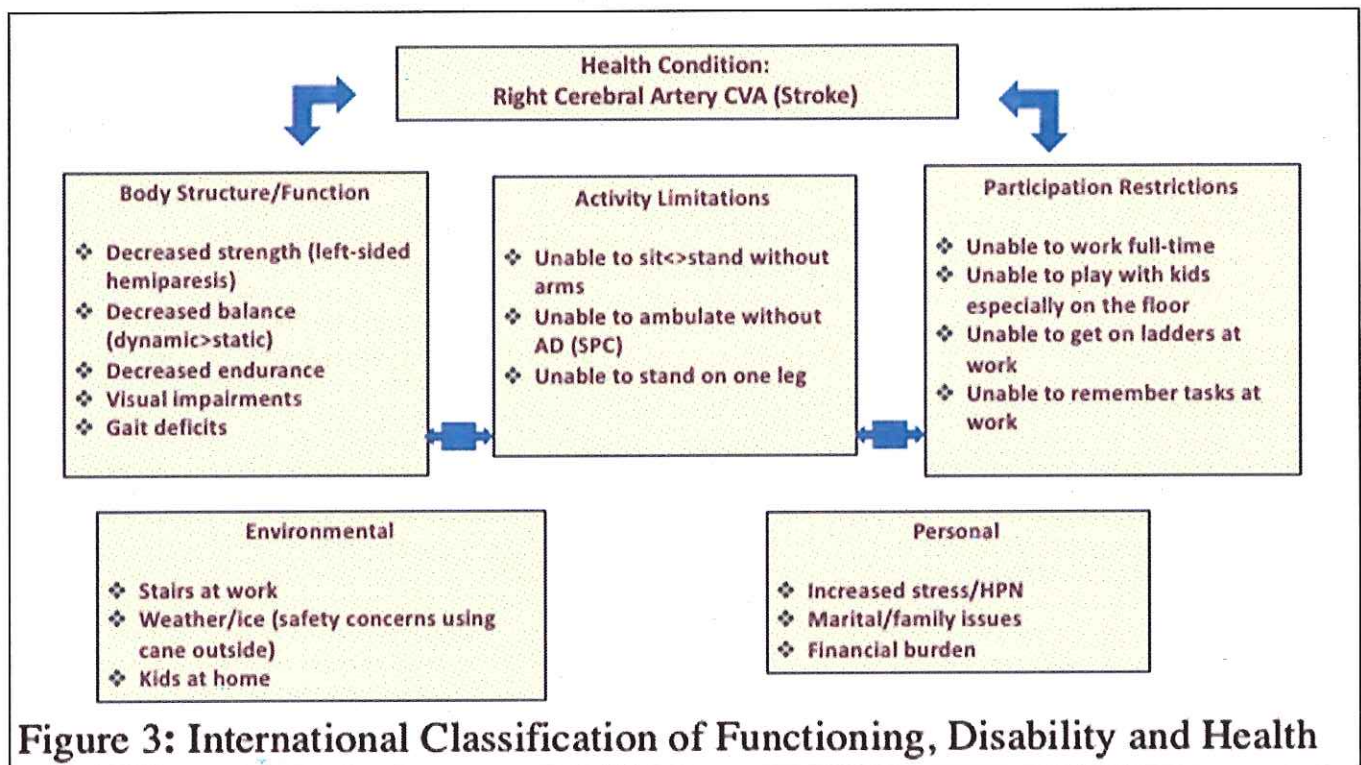 Health Condition:
Right Cerebral Artery CVA (Stroke)
Body Structure/Function
❖ Decreased strength (left-sided
hemiparesis)
❖ Decreased balance
(dynamic>static)
❖ Decreased endurance
❖ Visual impairments
❖ Gait deficits
Activity Limitations
❖ Unable to sit<>stand without
arms
❖ Unable to ambulate without
AD (SPC)
❖ Unable to stand on one leg
Participation Restrictions
❖ Unable to work full-time
❖ Unable to play with kids
especially on the floor
❖ Unable to get on ladders at
work
❖ Unable to remember tasks at
work
Environmental
❖ Stairs at work
❖ Weather/ice (safety concerns using
cane outside)
❖ Kids at home
Personal
❖ Increased stress/HPN
❖ Marital/family issues
❖ Financial burden
Figure 3: International Classification of Functioning, Disability and Health